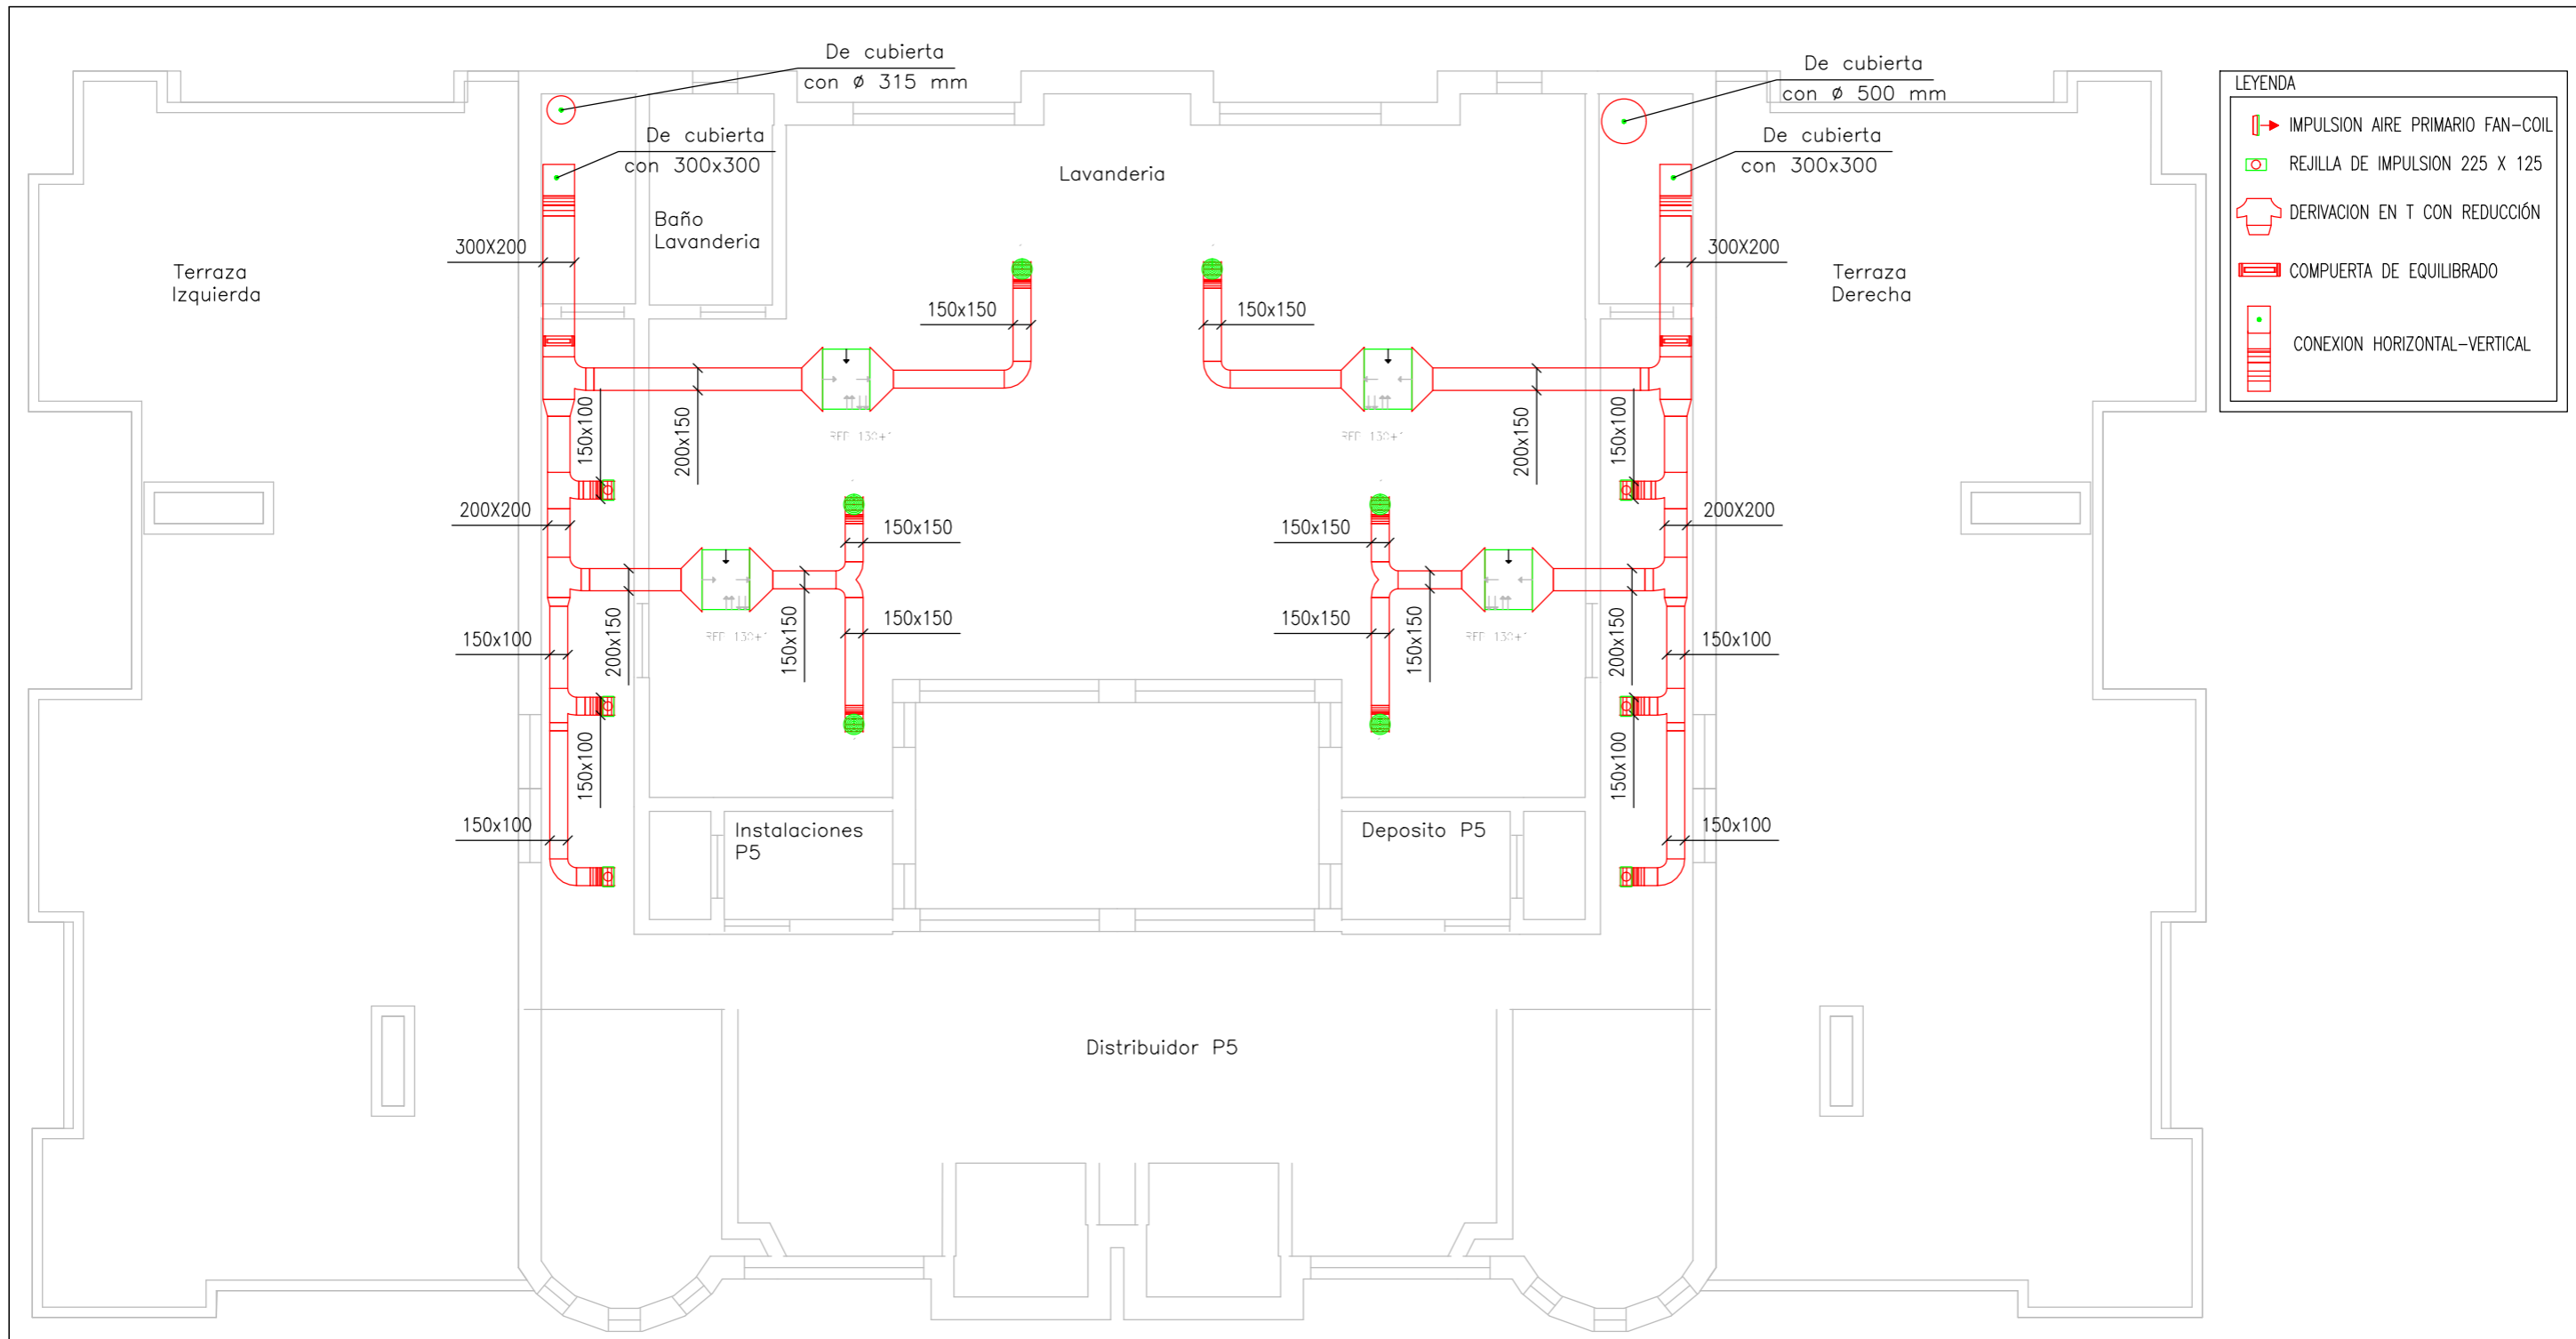 De cubierta
con ø 315 mm
De cubierta
con ø 500 mm
LEYENDA
IMPULSION AIRE PRIMARIO FAN-COIL
REJILLA DE IMPULSION 225 X 125
DERIVACION EN T CON REDUCCIÓN
COMPUERTA DE EQUILIBRADO
CONEXION HORIZONTAL-VERTICAL
De cubierta
con 300x300
De cubierta
con 300x300
Lavanderia
Baño
Lavanderia
300X200
300X200
Terraza
Izquierda
Terraza
Derecha
150x150
150x150
150x100
200x150
200x150
150x100
200X200
150x150
150x150
200X200
150x100
200x150
150x150
150x150
150x150
150x150
200x150
150x100
150x100
150x100
150x100
Instalaciones
P5
Deposito P5
150x100
Distribuidor P5